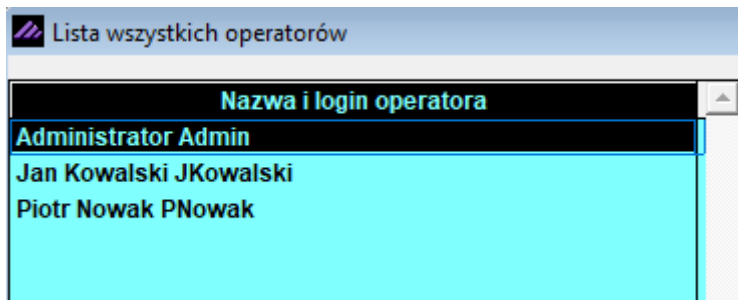 Lista wszystkich operatorów
Nazwa i login operatora
Administrator Admin
Jan Kowalski JKowalski
Piotr Nowak PNowak